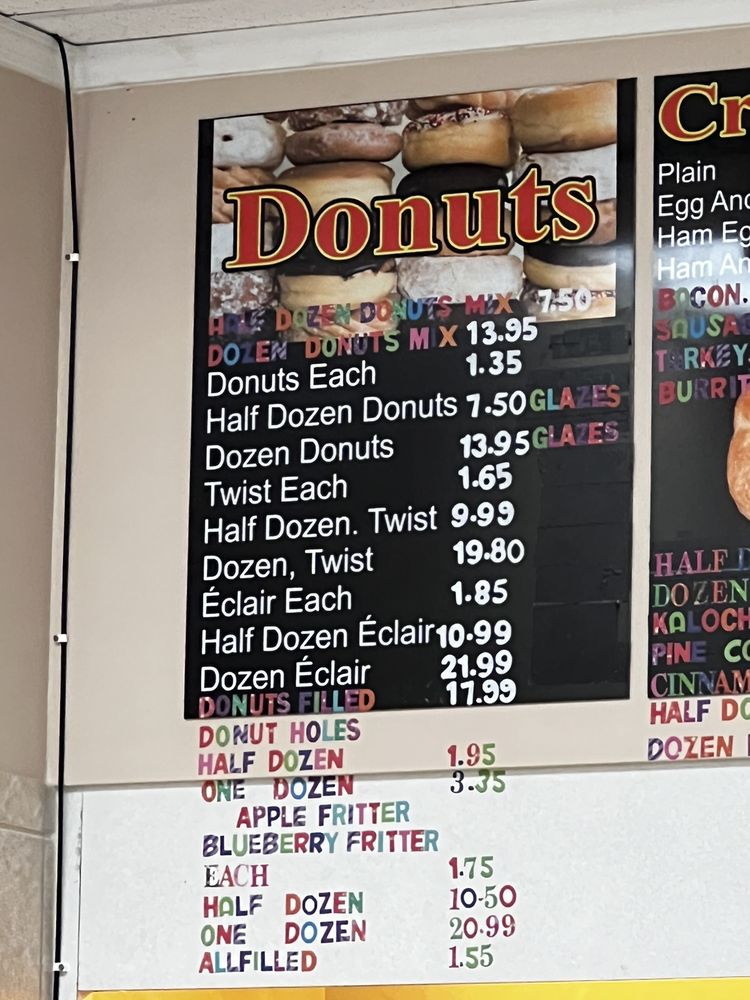 Donuts
HALF DOZEN DONUTS MIX 7.50
DOZEN DONUTS MIX 13.95
Donuts Each 1.35
Half Dozen Donuts 7.50 GLAZES
Dozen Donuts 13.95 GLAZES
Twist Each 1.65
Half Dozen. Twist 9.99
Dozen, Twist 19.80
Éclair Each 1.85
Half Dozen Éclair 10.99
Dozen Éclair 21.99
DONUTS FILLED 17.99
DONUT HOLES
HALF DOZEN 1.95
ONE DOZEN 3.35
APPLE FRITTER
BLUEBERRY FRITTER
EACH 1.75
HALF DOZEN 10.50
ONE DOZEN 20.99
ALLFILLED 1.55
Cr
Plain
Egg And
Ham Eg
Ham An
BACON.
SAUSA
TURKEY
BURRIT
HALF D
DOZEN
KALOCH
PINE CO
CINNAM
HALF DO
DOZEN